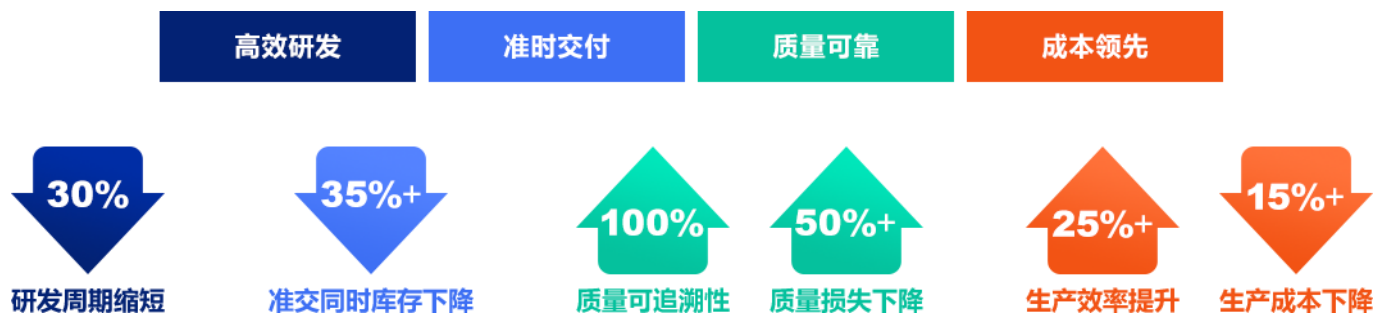 高效研发
准时交付
质量可靠
成本领先
30%
35%+
100%
50%+
25%+
15%+
研发周期缩短
准交同时库存下降
质量可追溯性
质量损失下降
生产效率提升
生产成本下降